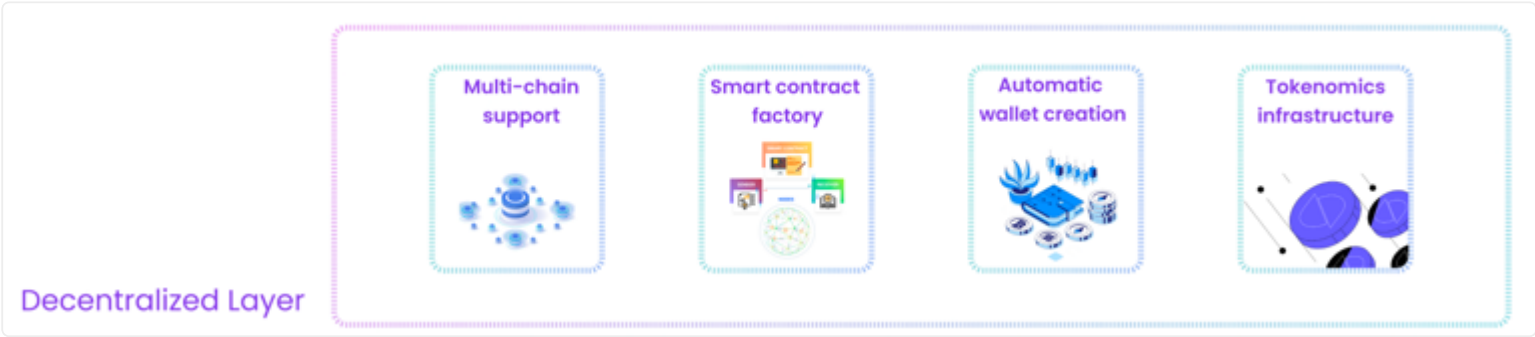 Multi-chain
support
Smart contract
factory
Automatic
wallet creation
Tokenomics
infrastructure
Decentralized Layer